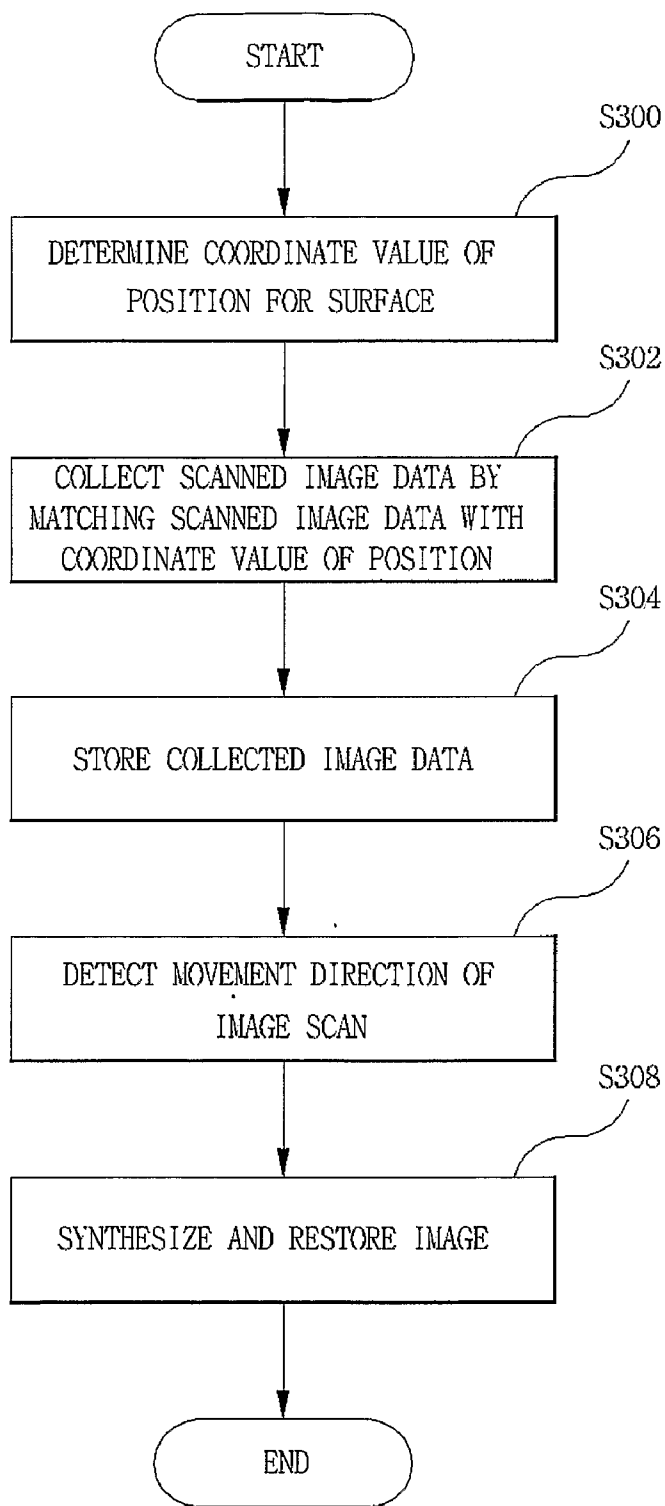 START
S300
DETERMINE COORDINATE VALUE OF
POSITION FOR SURFACE
S302
COLLECT SCANNED IMAGE DATA BY
MATCHING SCANNED IMAGE DATA WITH
COORDINATE VALUE OF POSITION
S304
STORE COLLECTED IMAGE DATA
S306
DETECT MOVEMENT DIRECTION OF
IMAGE SCAN
S308
SYNTHESIZE AND RESTORE IMAGE
END